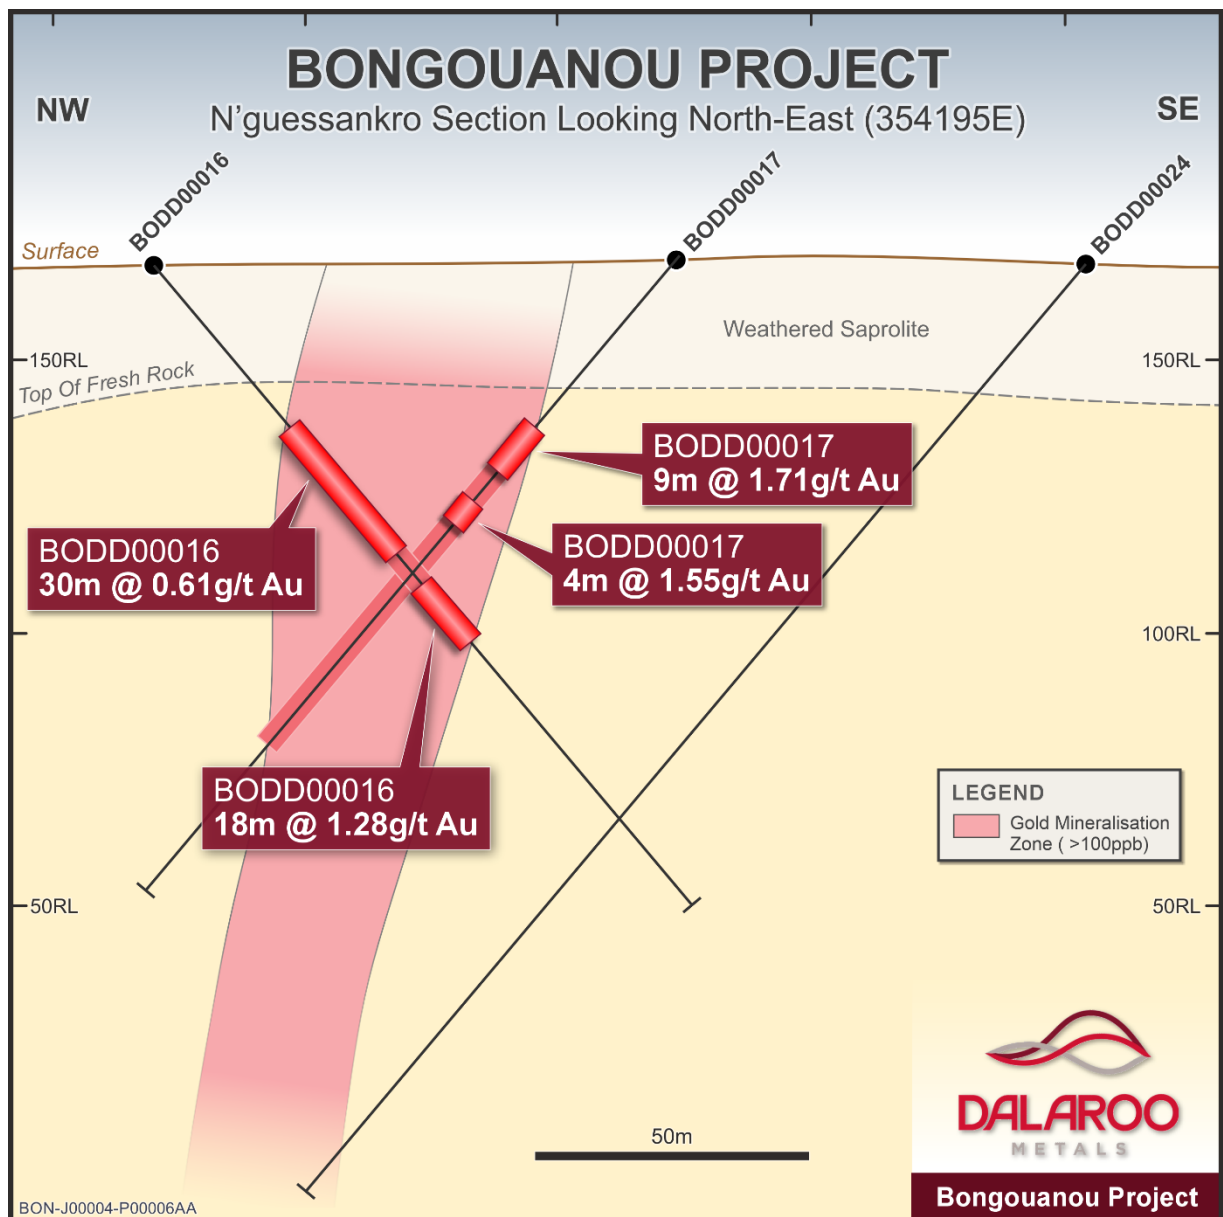 BONGOUANOU PROJECT
N'guessankro Section Looking North-East (354195E)
NW
SE
BODD00016
BODD00017
BODD00024
Surface
Weathered Saprolite
150RL
150RL
Top Of Fresh Rock
BODD00017
9m @ 1.71g/t Au
BODD00016
30m @ 0.61g/t Au
BODD00017
4m @ 1.55g/t Au
100RL
BODD00016
18m @ 1.28g/t Au
LEGEND
Gold Mineralisation
Zone ( >100ppb)
50RL
50RL
50m
DALAROO
METALS
Bongouanou Project
BON-J00004-P00006AA